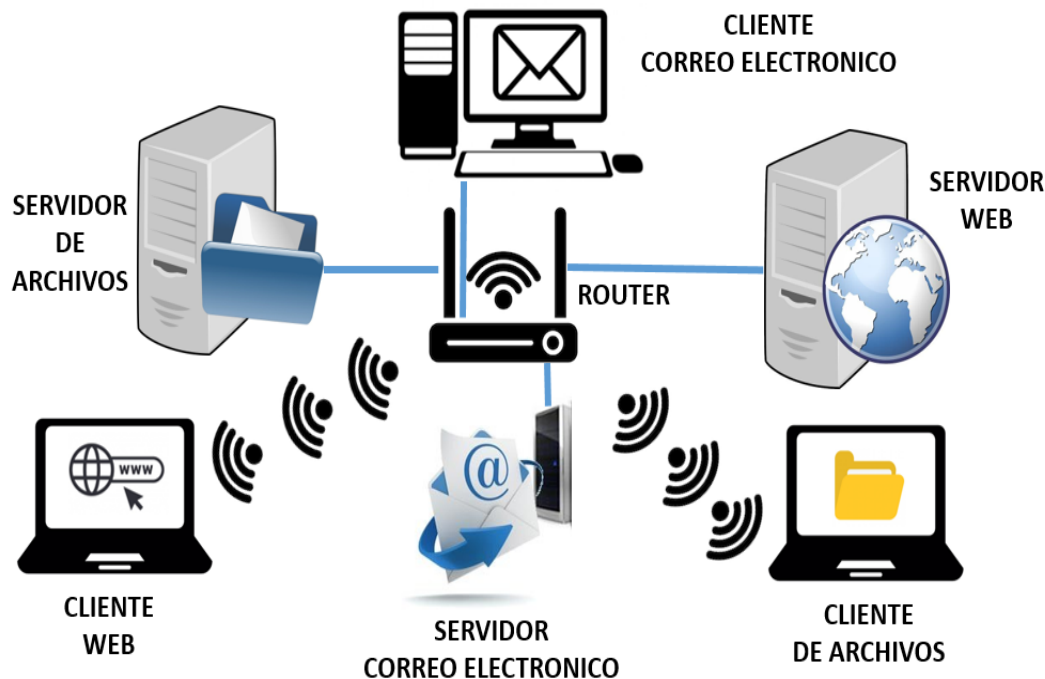 CLIENTE
CORREO ELECTRONICO
SERVIDOR
DE
ARCHIVOS
SERVIDOR
WEB
ROUTER
WWW
@
CLIENTE
WEB
SERVIDOR
CORREO ELECTRONICO
CLIENTE
DE ARCHIVOS